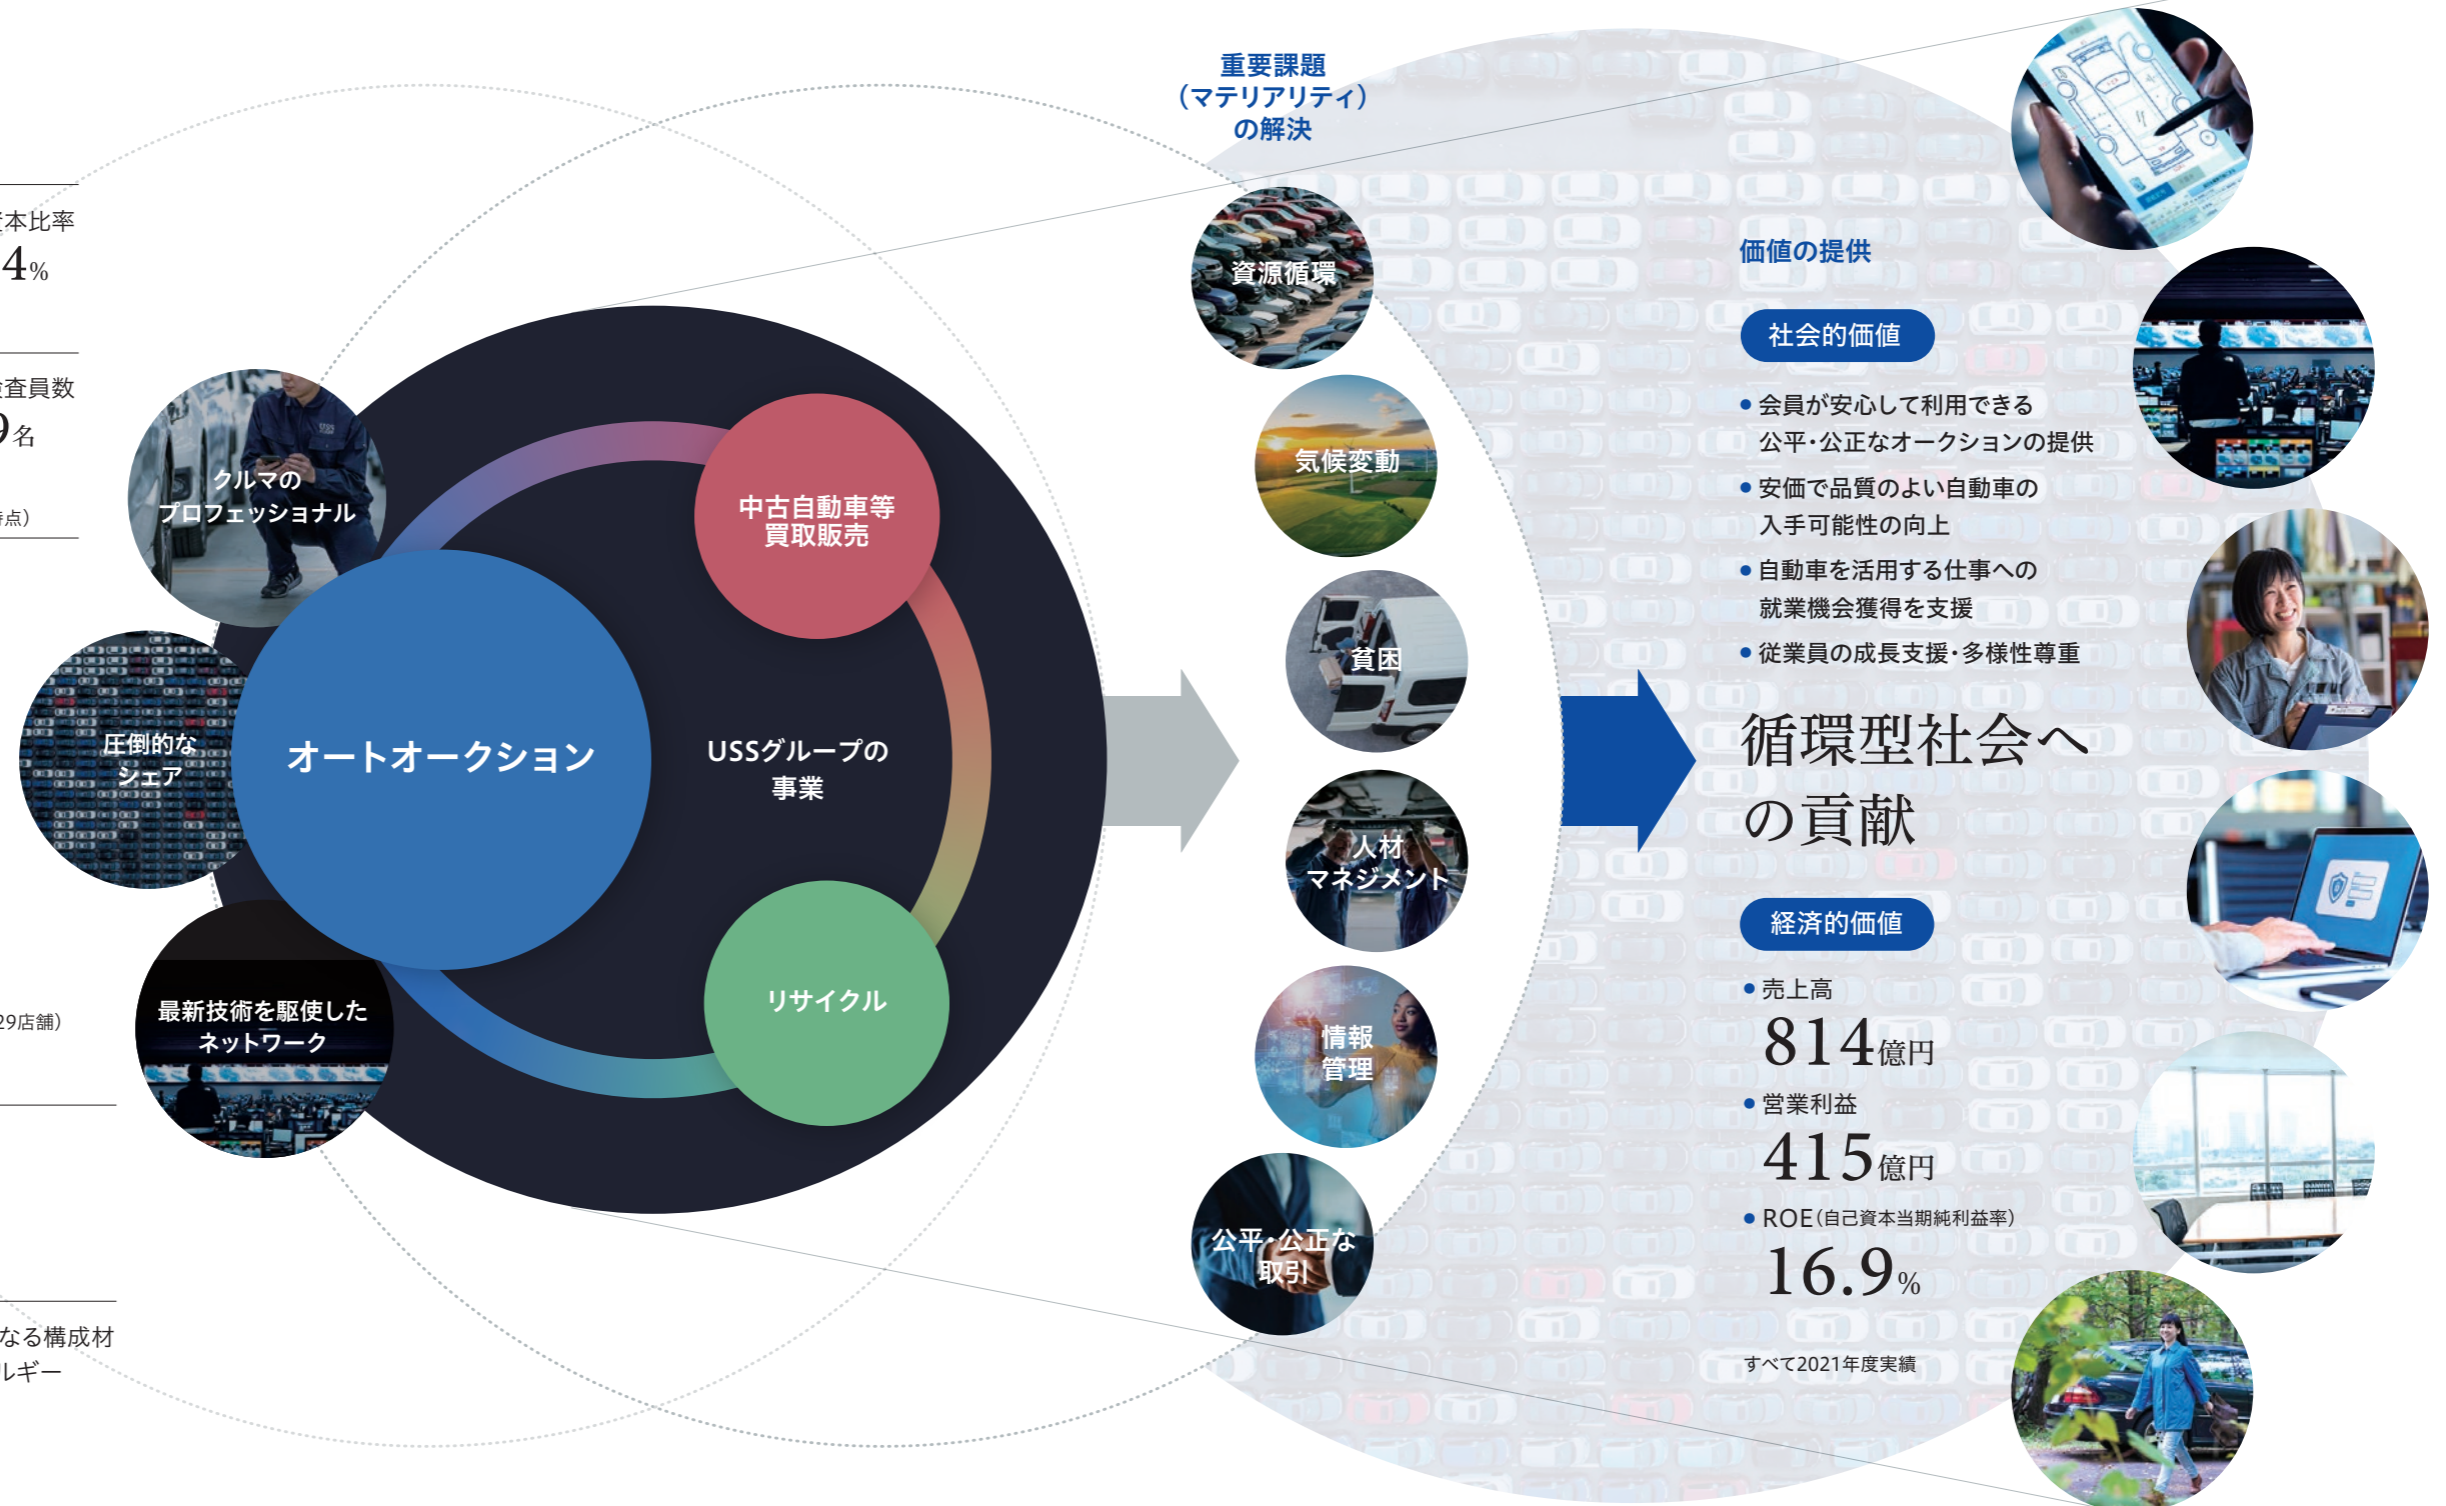 資本比率
4%
検査員数
9名
時点）
29店舗）
なる構成材
ルギー
クルマの
プロフェッショナル
圧倒的な
シェア
最新技術を駆使した
ネットワーク
オートオークション
中古自動車等
買取販売
USSグループの
事業
リサイクル
重要課題
（マテリアリティ）
の解決
資源循環
気候変動
貧困
人材
マネジメント
情報
管理
公平・公正な
取引
価値の提供
社会的価値
• 会員が安心して利用できる
公平・公正なオークションの提供
• 安価で品質のよい自動車の
入手可能性の向上
• 自動車を活用する仕事への
就業機会獲得を支援
• 従業員の成長支援・多様性尊重
循環型社会へ
の貢献
経済的価値
• 売上高
814億円
• 営業利益
415億円
• ROE（自己資本当期純利益率）
16.9%
すべて2021年度実績